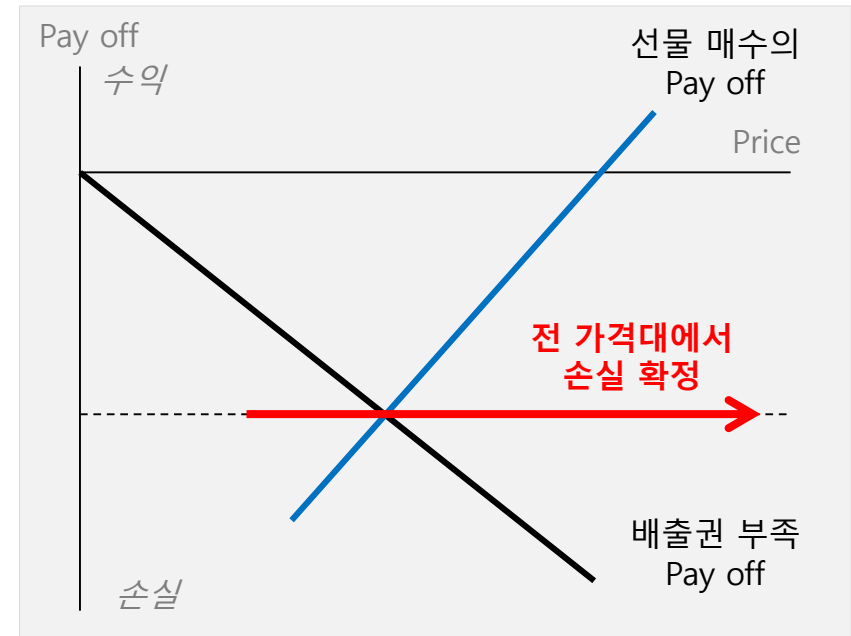 Pay off
수익
선물 매수의
Pay off
Price
전 가격대에서
손실 확정
배출권 부족
Pay off
손실